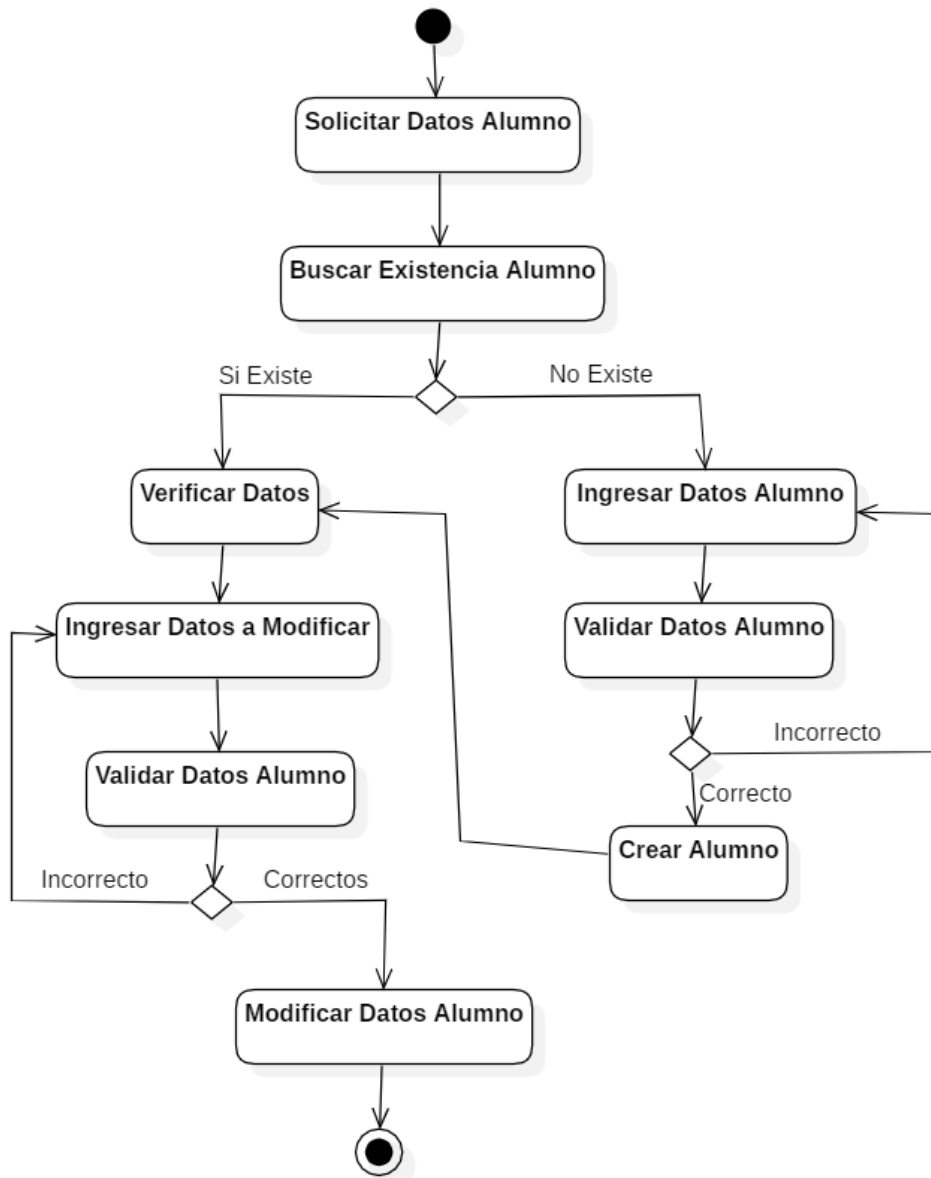 Solicitar Datos Alumno
Buscar Existencia Alumno
Si Existe
No Existe
Verificar Datos
Ingresar Datos Alumno
Ingresar Datos a Modificar
Validar Datos Alumno
Incorrecto
Validar Datos Alumno
Correcto
Crear Alumno
Incorrecto
Correctos
Modificar Datos Alumno